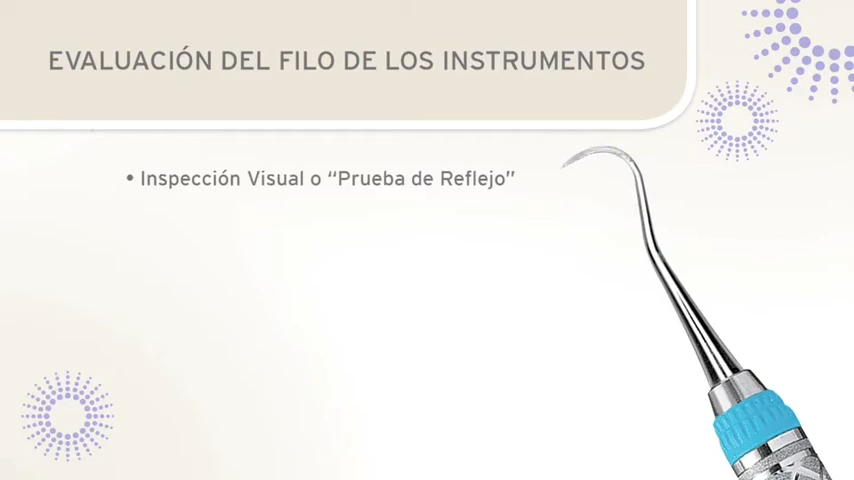 EVALUACIÓN DEL FILO DE LOS INSTRUMENTOS
• Inspección Visual o “Prueba de Reflejo”